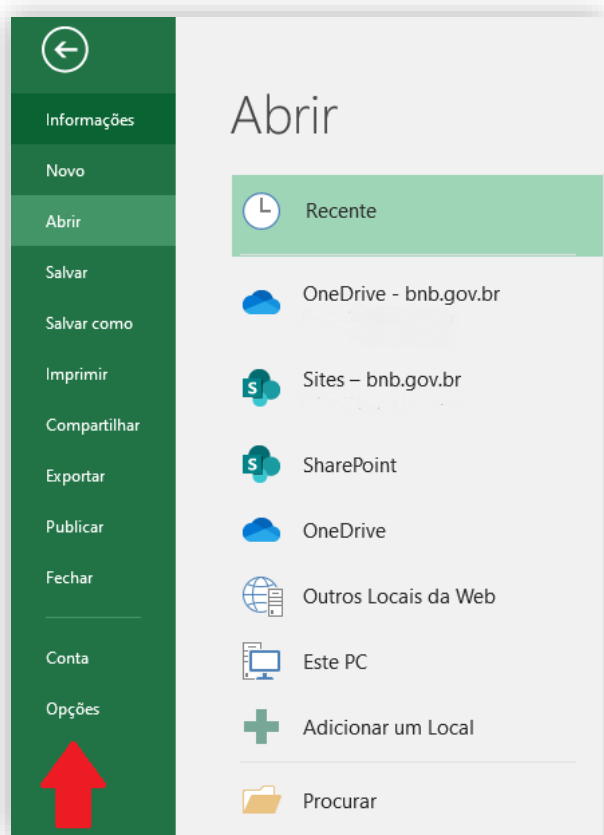 Informações
Novo
Abrir
Salvar
Salvar como
Imprimir
Compartilhar
Exportar
Publicar
Fechar
Conta
Opções
Abrir
Recente
OneDrive - bnb.gov.br
Sites – bnb.gov.br
SharePoint
OneDrive
Outros Locais da Web
Este PC
Adicionar um Local
Procurar